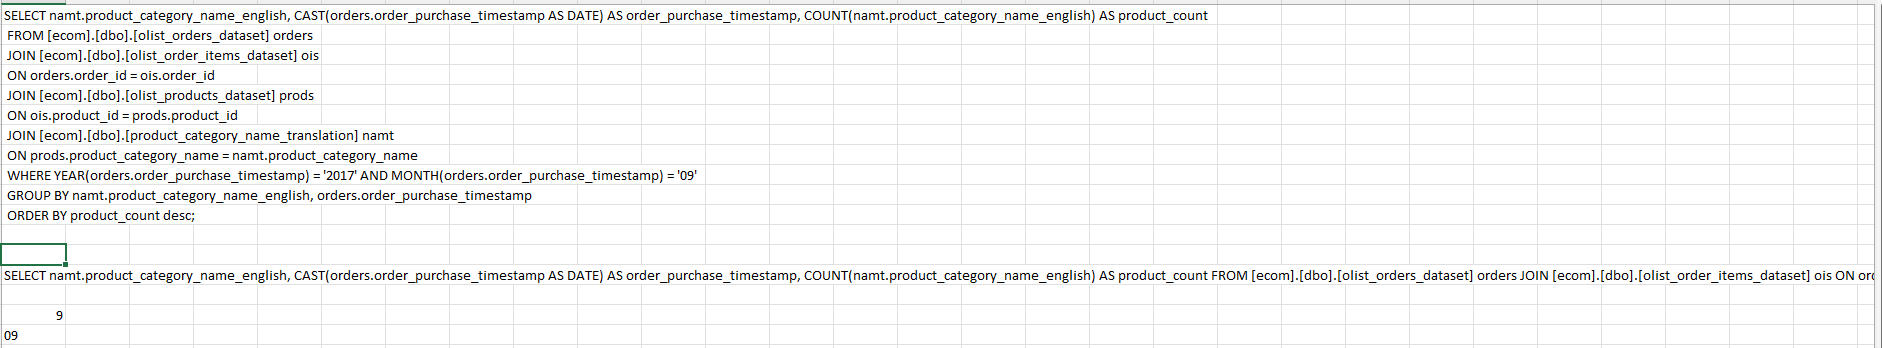 SELECT namt.product_category_name_english, CAST(orders.order_purchase_timestamp AS DATE) AS order_purchase_timestamp, COUNT(namt.product_category_name_english) AS product_count
FROM [ecom].[dbo].[olist_orders_dataset] orders
JOIN [ecom].[dbo].[olist_order_items_dataset] ois
ON orders.order_id = ois.order_id
JOIN [ecom].[dbo].[olist_products_dataset] prods
ON ois.product_id = prods.product_id
JOIN [ecom].[dbo].[product_category_name_translation] namt
ON prods.product_category_name = namt.product_category_name
WHERE YEAR(orders.order_purchase_timestamp) = '2017' AND MONTH(orders.order_purchase_timestamp) = '09'
GROUP BY namt.product_category_name_english, orders.order_purchase_timestamp
ORDER BY product_count desc;
SELECT namt.product_category_name_english, CAST(orders.order_purchase_timestamp AS DATE) AS order_purchase_timestamp, COUNT(namt.product_category_name_english) AS product_count FROM [ecom].[dbo].[olist_orders_dataset] orders JOIN [ecom].[dbo].[olist_order_items_dataset] ois ON
9
09